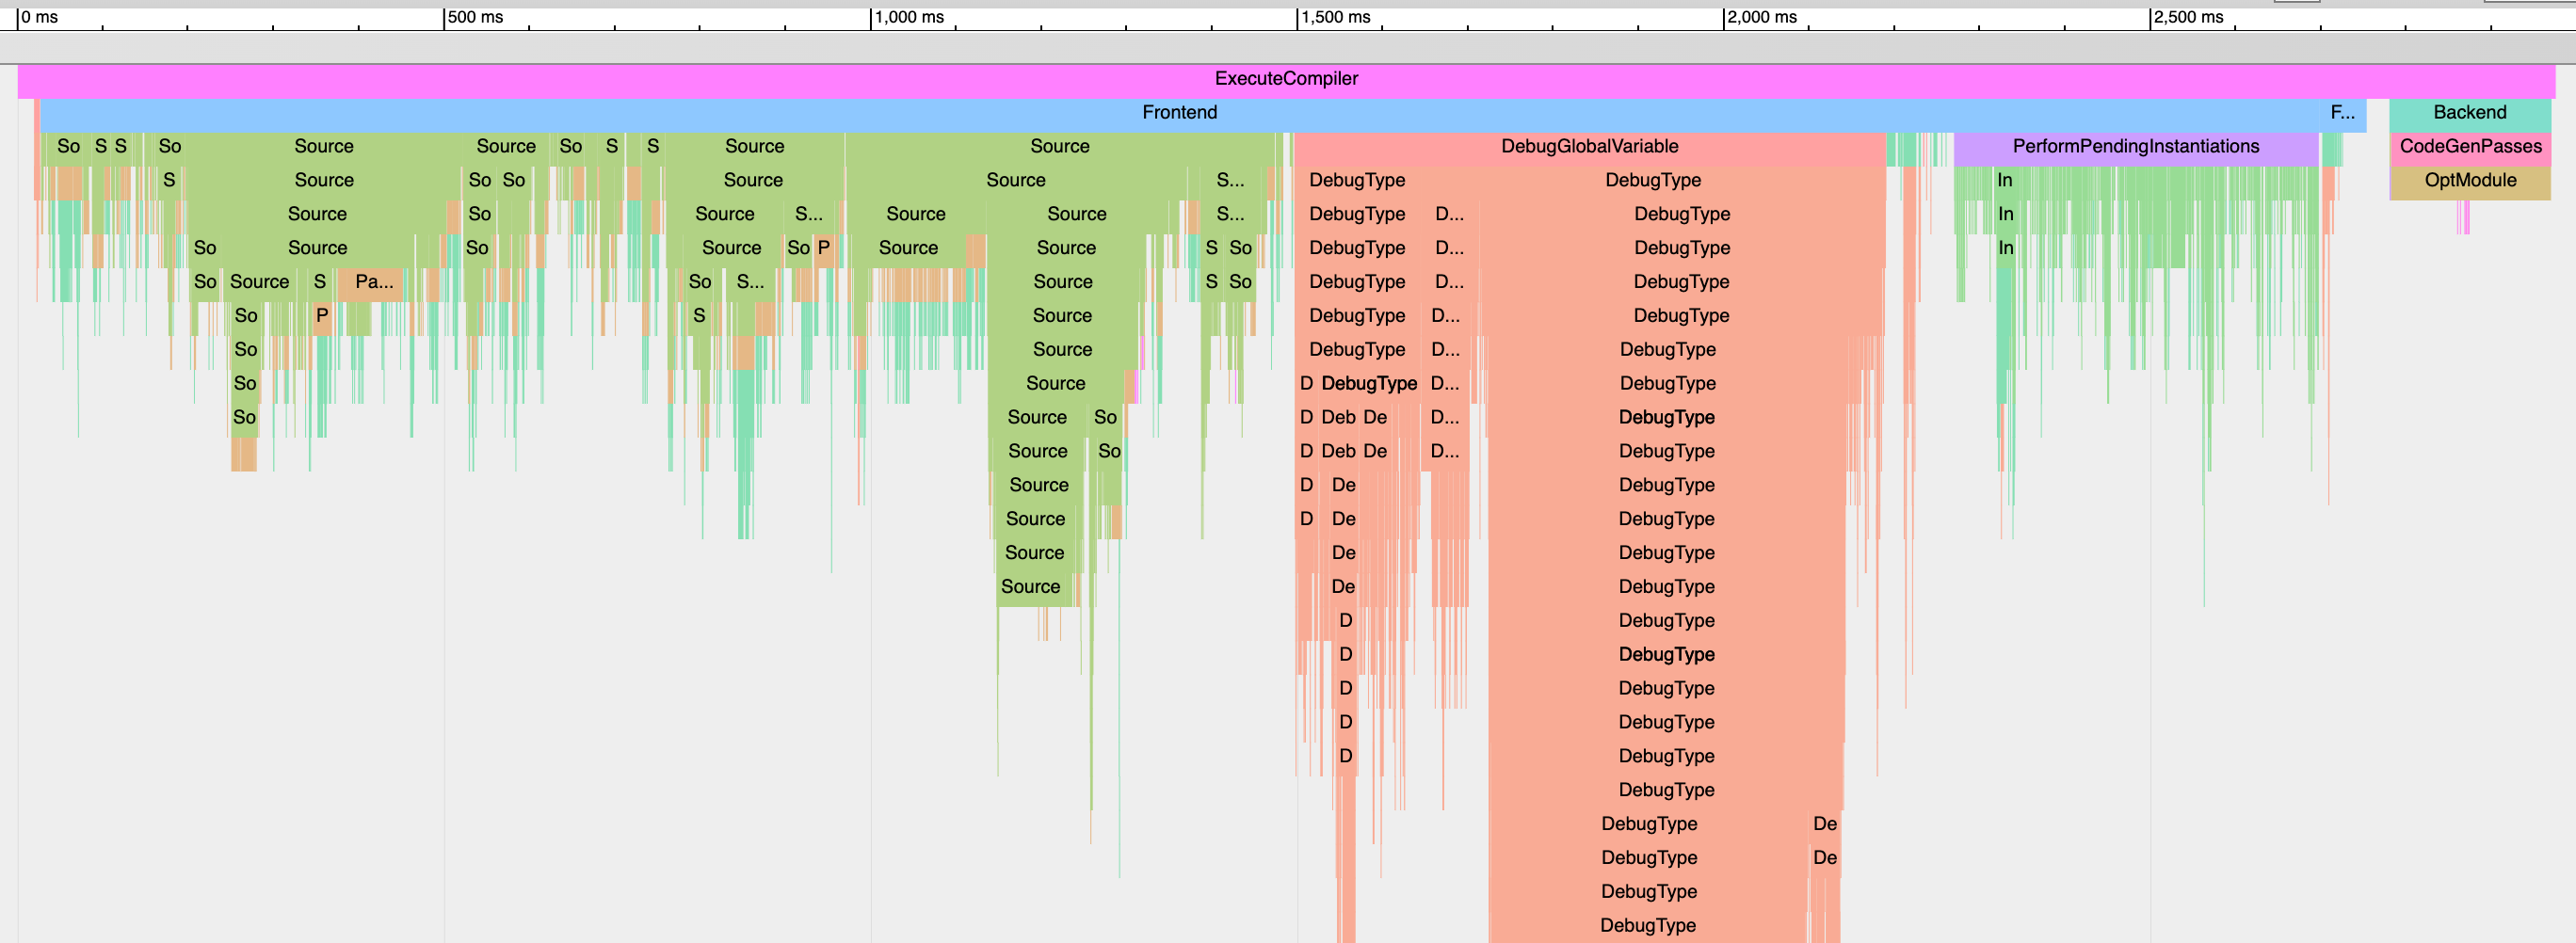 0 ms 500 ms 1,000 ms 1,500 ms 2,000 ms 2,500 ms
ExecuteCompiler
Frontend F... Backend
So S S So Source Source So S S Source Source DebugGlobalVariable PerformPendingInstantiations CodeGenPasses
S Source So So Source Source S... DebugType DebugType In OptModule
Source So Source S... Source Source S... DebugType D... DebugType In
So Source So Source So P Source Source S So DebugType D... DebugType In
So Source S Pa... So S... Source S So DebugType D... DebugType
So P S Source DebugType D... DebugType
So Source DebugType D... DebugType
So Source D DebugType D... DebugType
So Source So D Deb De D... DebugType
Source So D Deb De D... DebugType
Source D De DebugType
Source D De DebugType
Source De DebugType
Source De DebugType
D DebugType
D DebugType
D DebugType
D DebugType
D DebugType
DebugType
DebugType De
DebugType De
DebugType
DebugType